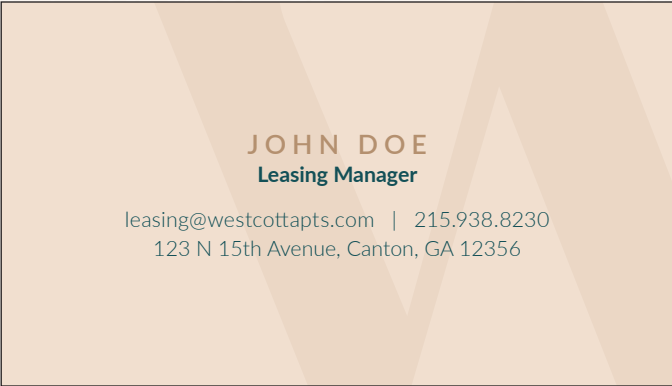 JOHN DOE
Leasing Manager
leasing@westcottapts.com | 215.938.8230
123 N 15th Avenue, Canton, GA 12356